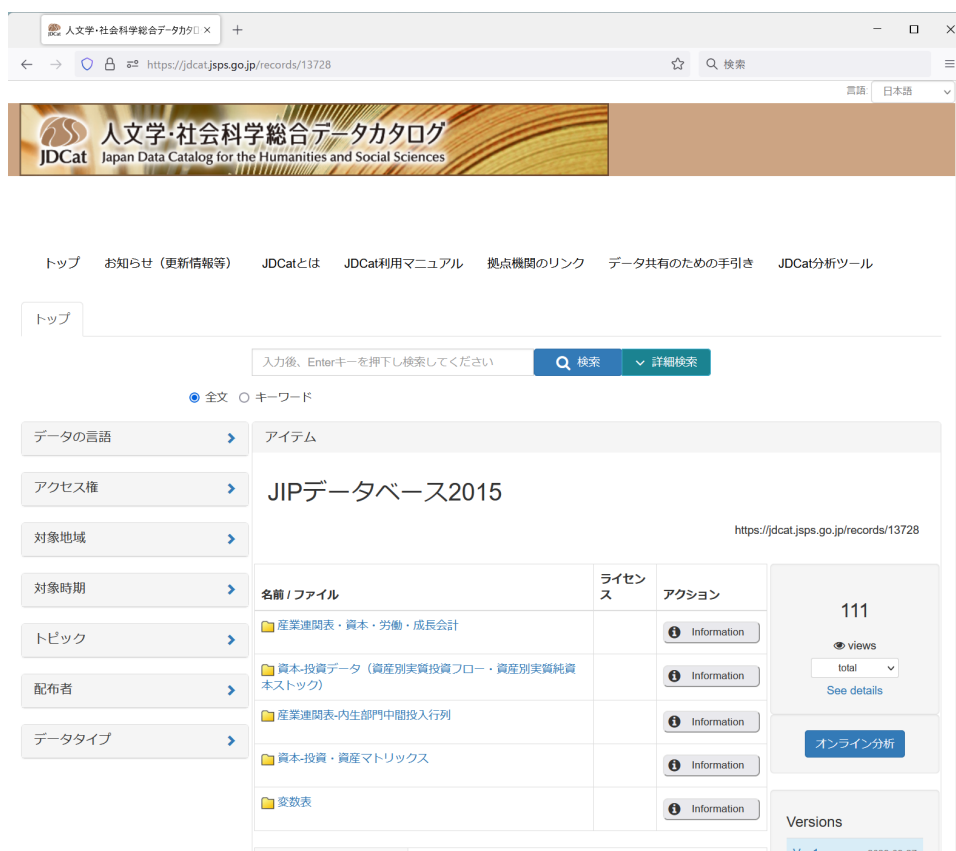 人文学・社会科学総合データカタロ
https://jdcat.jsps.go.jp/records/13728
検索
言語:
日本語
JDCat
人文学・社会科学総合データカタログ
Japan Data Catalog for the Humanities and Social Sciences
トップ お知らせ（更新情報等） JDCatとは JDCat利用マニュアル 拠点機関のリンク データ共有のための手引き JDCat分析ツール
トップ
入力後、Enterキーを押下し検索してください
検索
詳細検索
全文 キーワード
データの言語
アクセス権
対象地域
対象時期
トピック
配布者
データタイプ
アイテム
JIPデータベース2015
https://jdcat.jsps.go.jp/records/13728
名前 / ファイル
ライセン
ス
アクション
産業連関表・資本・労働・成長会計
Information
資本-投資データ（資産別実質投資フロー・資産別実質純資
本ストック）
Information
産業連関表-内生部門中間投入行列
Information
資本-投資・資産マトリックス
Information
変数表
Information
111
views
total
See details
オンライン分析
Versions